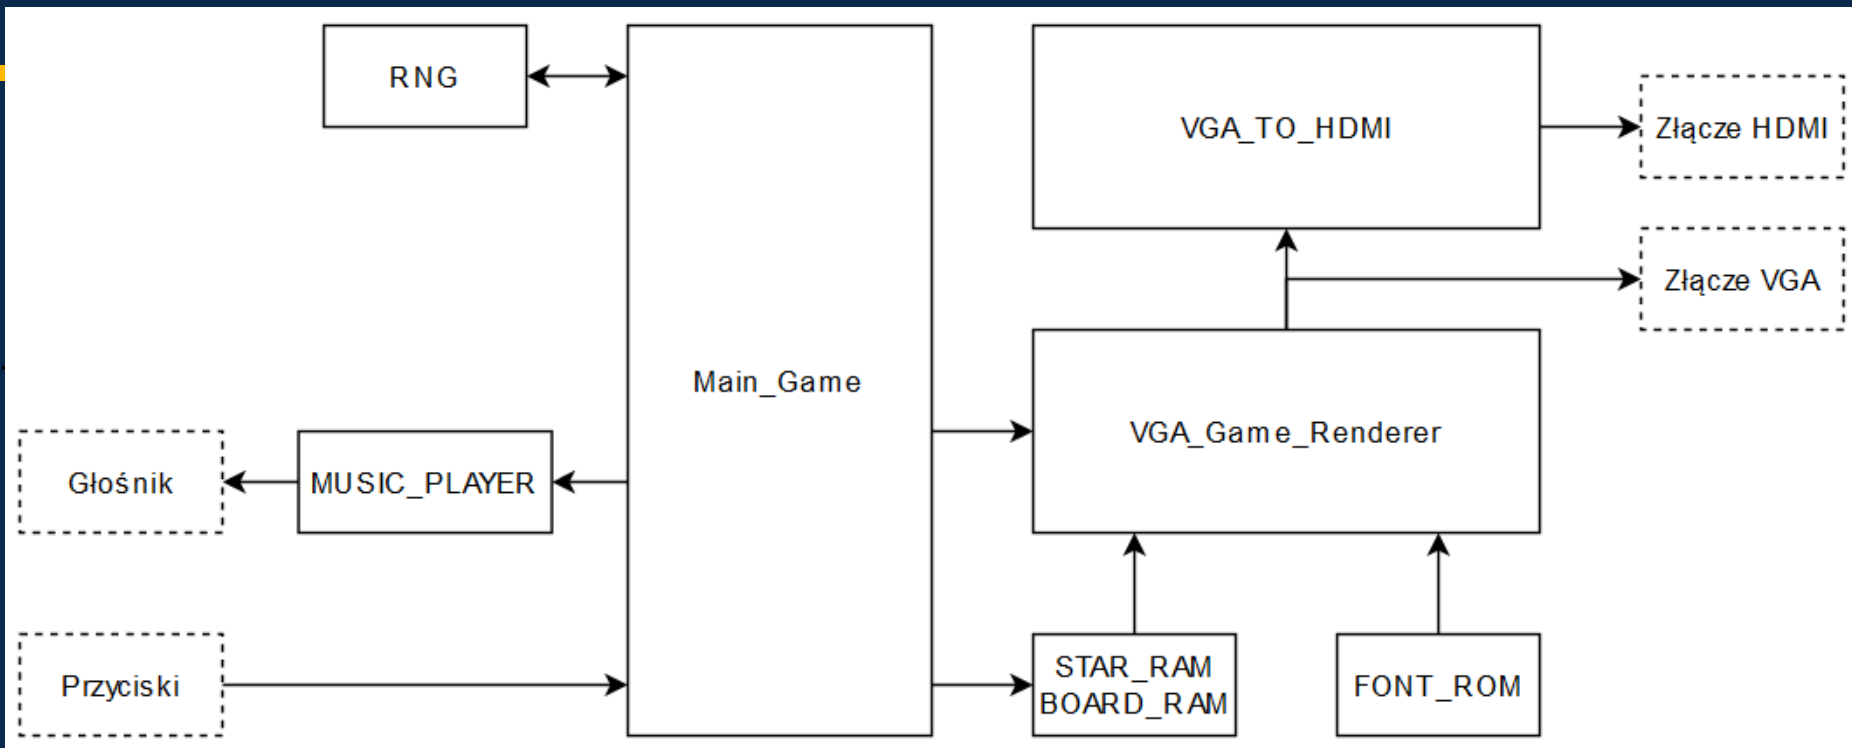 RNG
Main_Game
VGA_TO_HDMI
Złącze HDMI
Złącze VGA
VGA_Game_Renderer
Głośnik
MUSIC_PLAYER
Przyciski
STAR_RAM
BOARD_RAM
FONT_ROM